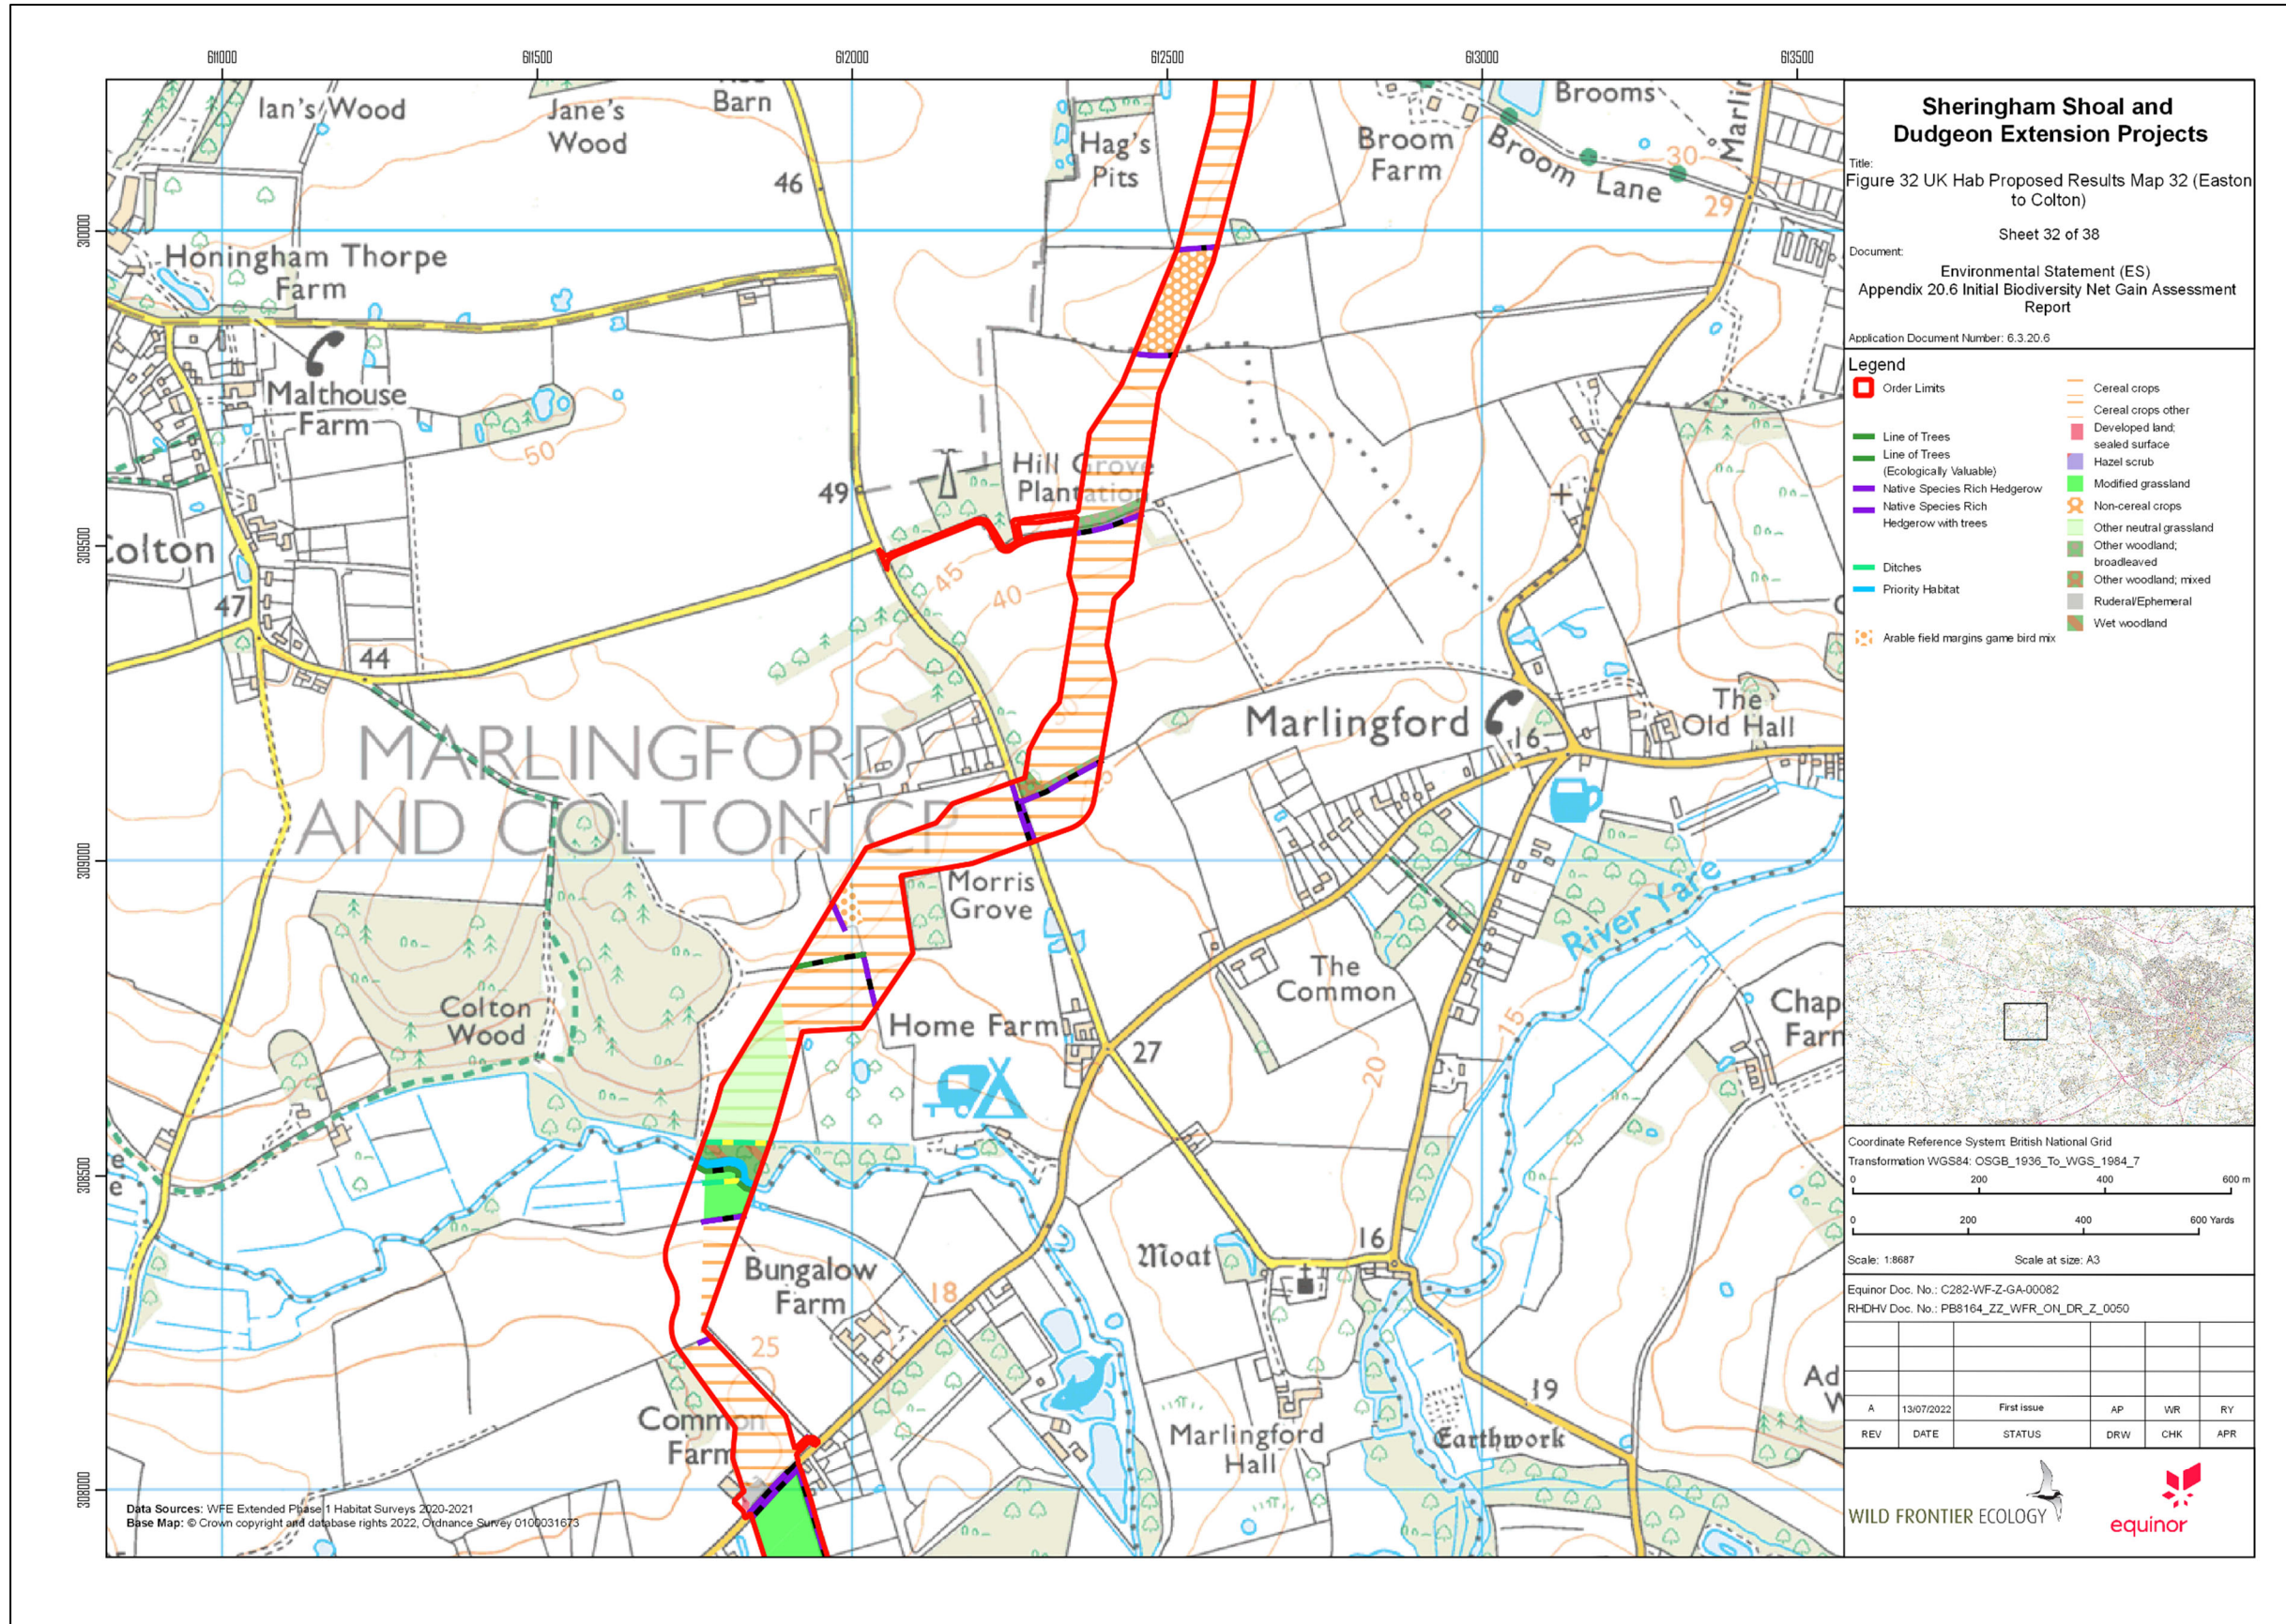 611000
611500
612000
612500
613000
613500
310000
309500
309000
308500
308000
Ian's Wood
Jane's
Wood
Barn
46
Hag's
Pits
Broom
Farm
Brooms
Broom Lane
30
29
Marlin
Honingham Thorpe
Farm
Malthouse
Farm
50
49
Hill Grove
Plantation
Colton
47
44
45
40
MARLINGFORD
AND COLTON CP
Marlingford
16
The
Old Hall
Morris
Grove
River Yare
The
Common
Colton
Wood
Home Farm
27
15
20
Chap
Farm
Moat
16
Bungalow
Farm
18
25
19
Common
Farm
Marlingford
Hall
Earthwork
Ad
W
Data Sources: WFE Extended Phase 1 Habitat Surveys 2020-2021
Base Map: © Crown copyright and database rights 2022, Ordnance Survey 0100031673
Sheringham Shoal and
Dudgeon Extension Projects
Title:
Figure 32 UK Hab Proposed Results Map 32 (Easton
to Colton)
Sheet 32 of 38
Document:
Environmental Statement (ES)
Appendix 20.6 Initial Biodiversity Net Gain Assessment
Report
Application Document Number: 6.3.20.6
Legend
Order Limits
Line of Trees
Line of Trees
(Ecologically Valuable)
Native Species Rich Hedgerow
Native Species Rich
Hedgerow with trees
Ditches
Priority Habitat
Arable field margins game bird mix
Cereal crops
Cereal crops other
Developed land;
sealed surface
Hazel scrub
Modified grassland
Non-cereal crops
Other neutral grassland
Other woodland;
broadleaved
Other woodland; mixed
Ruderal/Ephemeral
Wet woodland
Coordinate Reference System: British National Grid
Transformation WGS84: OSGB_1936_To_WGS_1984_7
0 200 400 600 m
0 200 400 600 Yards
Scale: 1:8687 Scale at size: A3
Equinor Doc. No.: C282-WF-Z-GA-00082
RHDHV Doc. No.: PB8164_ZZ_WFR_ON_DR_Z_0050
A 13/07/2022 First issue AP WR RY
REV DATE STATUS DRW CHK APR
WILD FRONTIER ECOLOGY
equinor